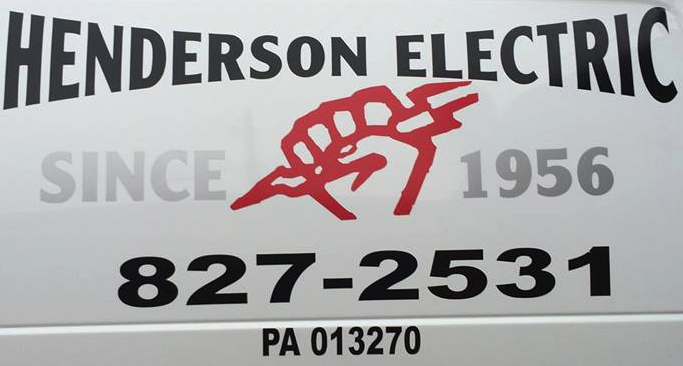 HENDERSON ELECTRIC
SINCE 1956
827-2531
PA 013270